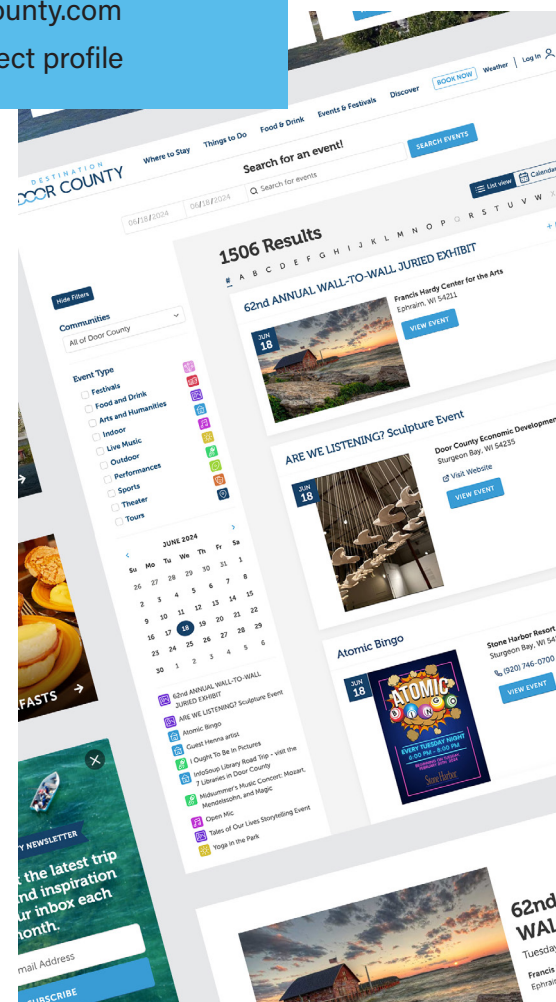 ounty.com
ect profile
DESTINATION
DOOR COUNTY
Where to Stay
Things to Do
Food & Drink
Events & Festivals
Discover
BOOK NOW
Weather
Log In
Search for an event!
06/18/2024
06/18/2024
Search for events
SEARCH EVENTS
List view
Calendar
1506 Results
# A B C D E F G H I J K L M N O P Q R S T U V W X
Hide Filters
Communities
All of Door County
Event Type
Festivals
Food and Drink
Arts and Humanities
Indoor
Live Music
Outdoor
Performances
Sports
Theater
Tours
JUNE 2024
Su Mo Tu We Th Fr Sa
26 27 28 29 30 31 1
2 3 4 5 6 7 8
9 10 11 12 13 14 15
16 17 18 19 20 21 22
23 24 25 26 27 28 29
30 1 2 3 4 5 6
62nd ANNUAL WALL-TO-WALL
JURIED EXHIBIT
ARE WE LISTENING? Sculpture Event
Atomic Bingo
Guest Henna artist
I Ought To Be In Pictures
InfoSoup Library Road Trip - visit the
7 Libraries in Door County
Midsummer's Music Concert: Mozart,
Mendelssohn, and Magic
Open Mic
Tales of Our Lives Storytelling Event
Yoga in the Park
62nd ANNUAL WALL-TO-WALL JURIED EXHIBIT
JUN
18
Francis Hardy Center for the Arts
Ephraim, WI 54211
VIEW EVENT
ARE WE LISTENING? Sculpture Event
JUN
18
Door County Economic Developmen
Sturgeon Bay, WI 54235
Visit Website
VIEW EVENT
Atomic Bingo
JUN
18
ATOMIC
BINGO
EVERY TUESDAY NIGHT
6:00 PM - 8:00 PM
Stone Harbor
Stone Harbor Resort
Sturgeon Bay, WI 54
(920) 746-0700
VIEW EVENT
FASTS
Y NEWSLETTER
t the latest trip
nd inspiration
ur inbox each
onth.
mail Address
SUBSCRIBE
62nd
WAL
Tuesday
Francis
Ephrai